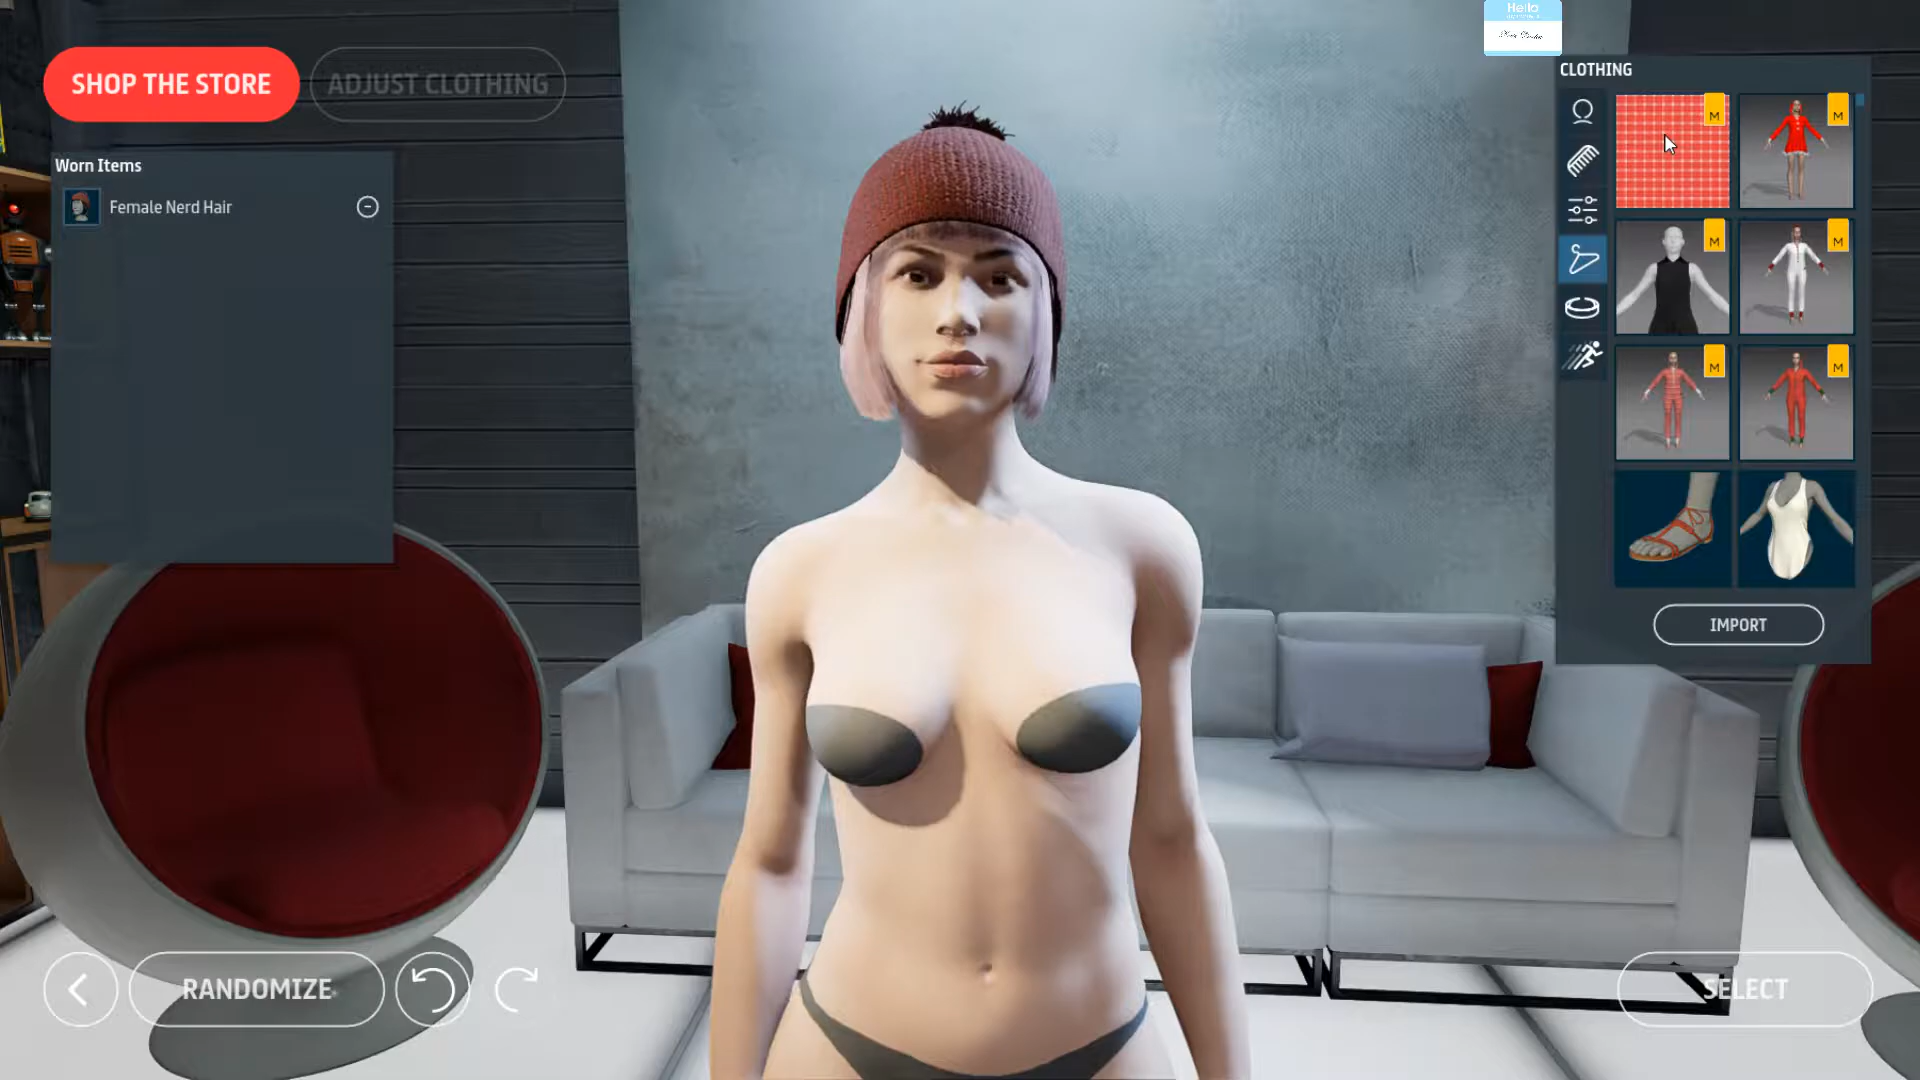 Hello
SHOP THE STORE
ADJUST CLOTHING
CLOTHING
Worn Items
Female Nerd Hair
M
M
M
M
M
M
IMPORT
RANDOMIZE
SELECT